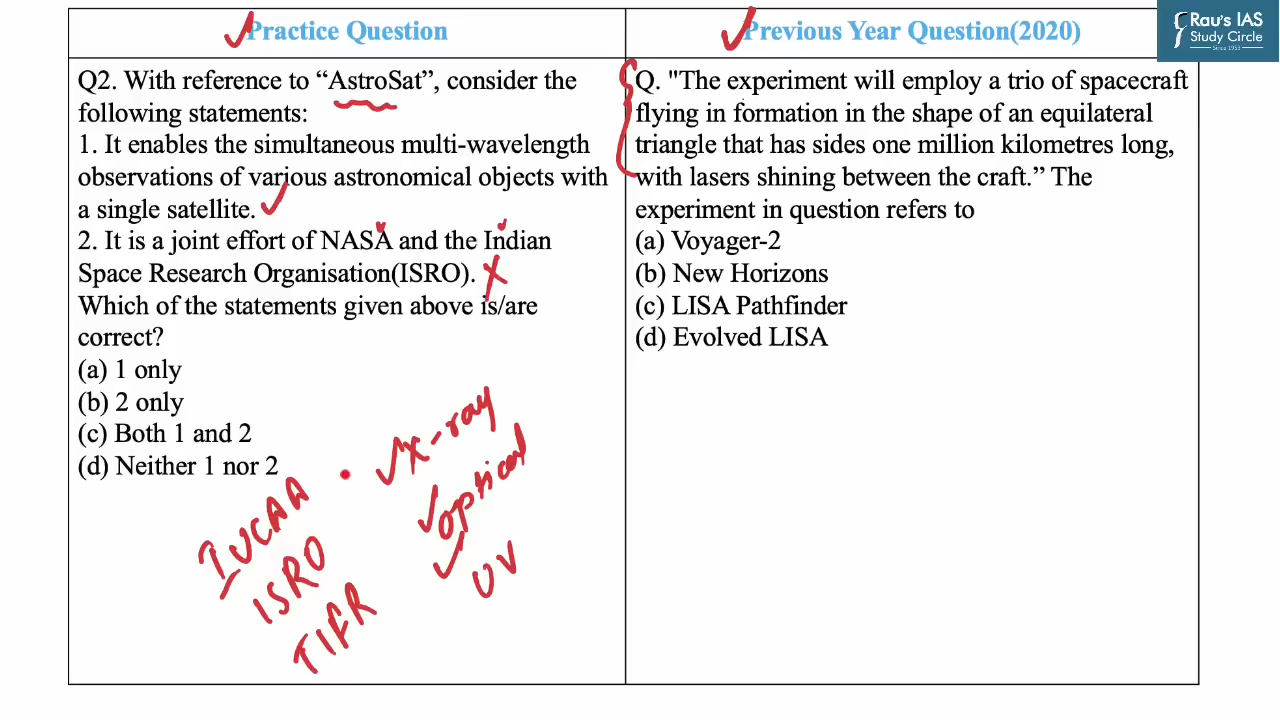 Practice Question
Q2. With reference to “AstroSat”, consider the
following statements:
1. It enables the simultaneous multi-wavelength
observations of various astronomical objects with
a single satellite.
2. It is a joint effort of NASA and the Indian
Space Research Organisation(ISRO).
Which of the statements given above is/are
correct?
(a) 1 only
(b) 2 only
(c) Both 1 and 2
(d) Neither 1 nor 2
X-ray
optical
UV
IUCAA
ISRO
TIFR
Previous Year Question(2020)
Q. "The experiment will employ a trio of spacecraft
flying in formation in the shape of an equilateral
triangle that has sides one million kilometres long,
with lasers shining between the craft.” The
experiment in question refers to
(a) Voyager-2
(b) New Horizons
(c) LISA Pathfinder
(d) Evolved LISA
Rau's IAS
Study Circle
Since 1953